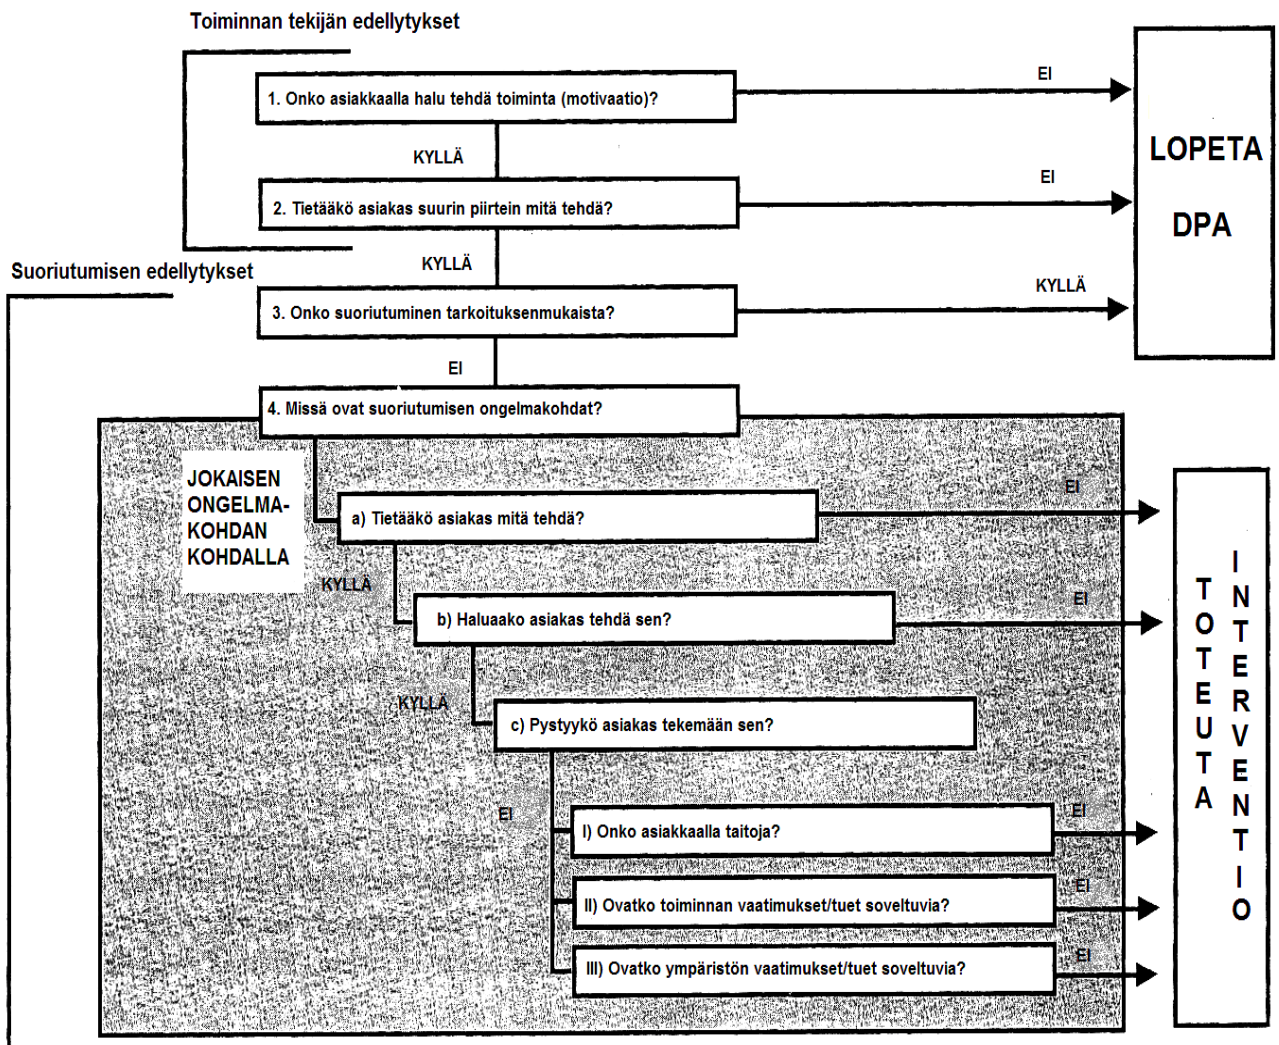 Toiminnan tekijän edellytykset
EI
1. Onko asiakkaalla halu tehdä toiminta (motivaatio)?
LOPETA
DPA
KYLLÄ
EI
2. Tietääkö asiakas suurin piirtein mitä tehdä?
KYLLÄ
Suoriutumisen edellytykset
KYLLÄ
3. Onko suoriutuminen tarkoituksenmukaista?
EI
4. Missä ovat suoriutumisen ongelmakohdat?
JOKAISEN
ONGELMA-
KOHDAN
KOHDALLA
EI
a) Tietääkö asiakas mitä tehdä?
KYLLÄ
EI
b) Haluaako asiakas tehdä sen?
KYLLÄ
c) Pystyykö asiakas tekemään sen?
EI
EI
I) Onko asiakkaalla taitoja?
EI
II) Ovatko toiminnan vaatimukset/tuet soveltuvia?
EI
III) Ovatko ympäristön vaatimukset/tuet soveltuvia?
TOTEUTA
INTERVENTIO